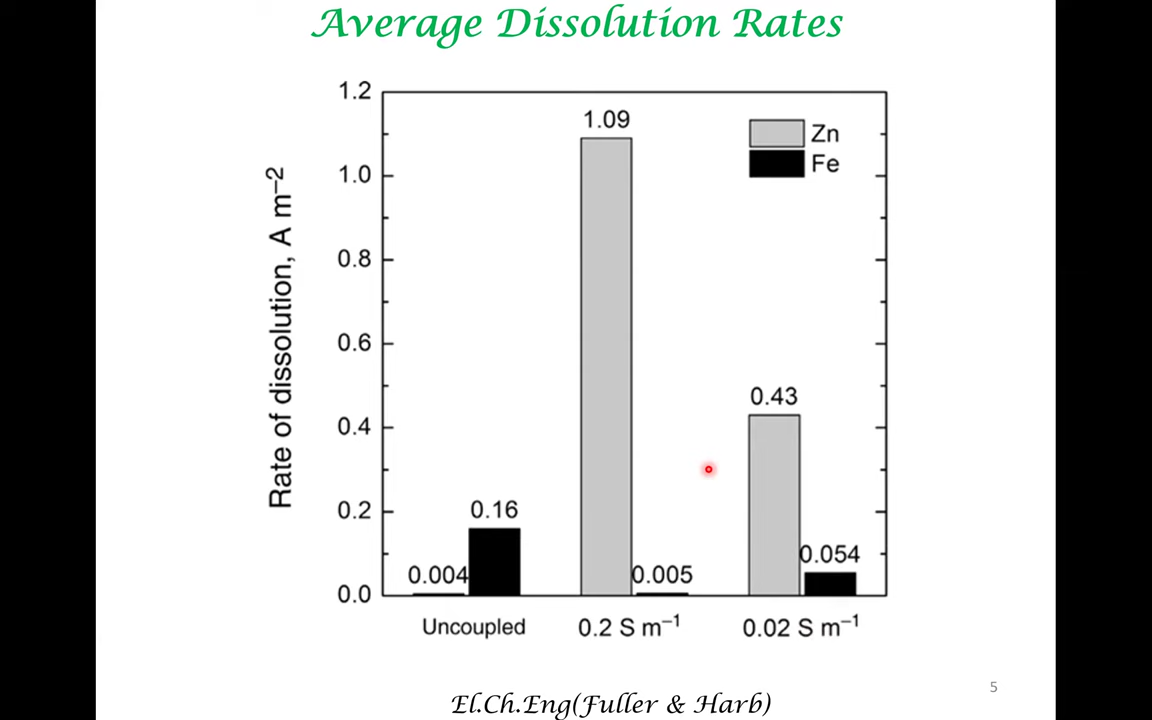 Average Dissolution Rates
1.2
1.0
0.8
0.6
0.4
0.2
0.0
Rate of dissolution, A m⁻²
Zn
Fe
0.004
0.16
1.09
0.005
0.43
0.054
Uncoupled
0.2 S m⁻¹
0.02 S m⁻¹
5
El.Ch.Eng(Fuller & Harb)